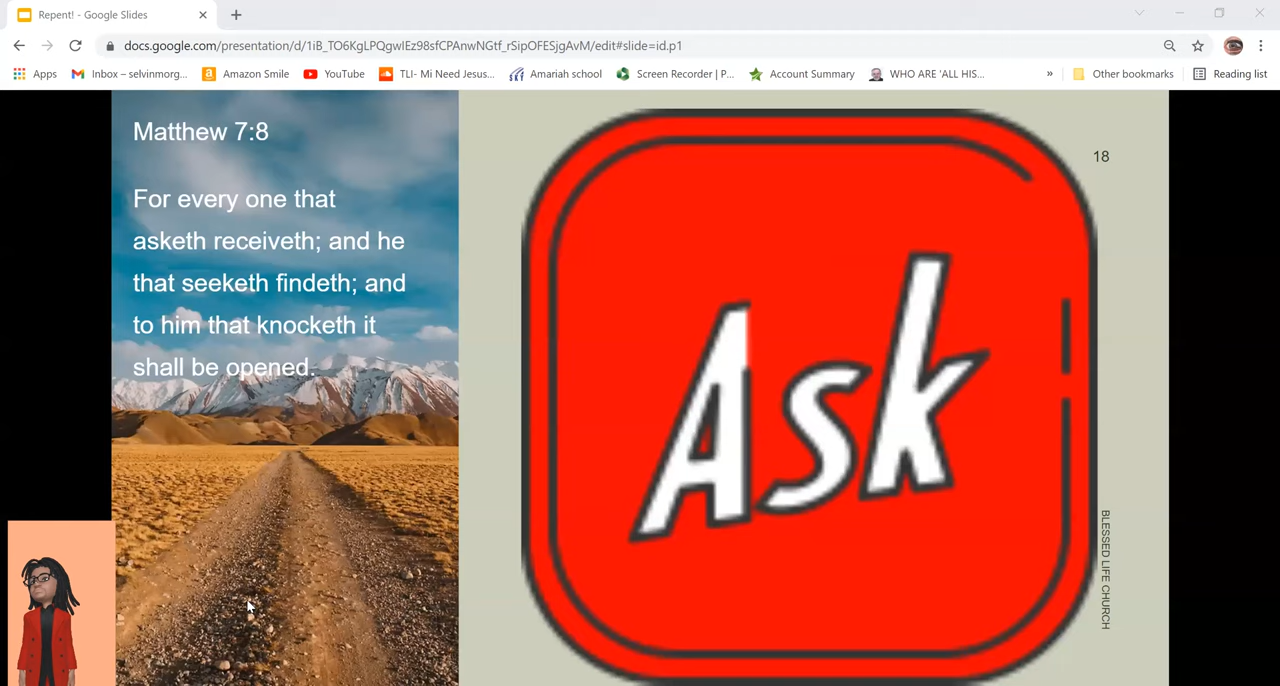 Repent! - Google Slides
docs.google.com/presentation/d/1iB_TO6KgLPQgwIEz98sfCPAnwNGtf_rSipOFESjgAvM/edit#slide=id.p1
Apps
Inbox – selvinmorg...
Amazon Smile
YouTube
TLI- Mi Need Jesus...
Amariah school
Screen Recorder | P...
Account Summary
WHO ARE 'ALL HIS...
»
Other bookmarks
Reading list
Matthew 7:8
For every one that
asketh receiveth; and he
that seeketh findeth; and
to him that knocketh it
shall be opened.
Ask
18
BLESSED LIFE CHURCH